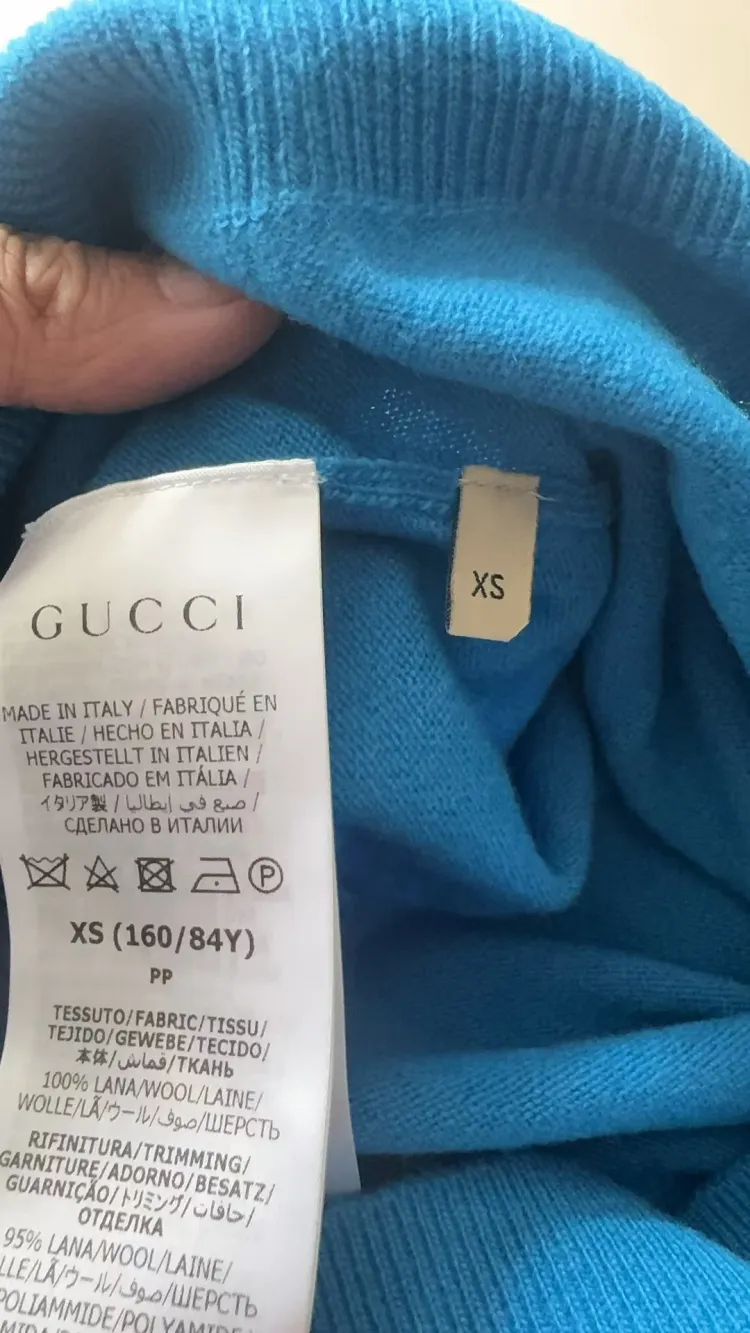 XS
GUCCI
MADE IN ITALY / FABRIQUÉ EN
ITALIE / HECHO EN ITALIA /
HERGESTELLT IN ITALIEN /
FABRICADO EM ITÁLIA /
イタリア製 / صنع في إيطاليا /
СДЕЛАНО В ИТАЛИИ
P
XS (160/84Y)
PP
TESSUTO/FABRIC/TISSU/
TEJIDO/GEWEBE/TECIDO/
本体/قماش/ТКАНЬ
100% LANA/WOOL/LAINE/
WOLLE/LÃ/ウール/صوف/ШЕРСТЬ
RIFINITURA/TRIMMING/
GARNITURE/ADORNO/BESATZ/
GUARNIÇÃO/トリミング/حافات/
ОТДЕЛКА
95% LANA/WOOL/LAINE/
LLE/LÃ/ウール/صوف/ШЕРСТЬ
POLIAMMIDE/POLYAMIDE